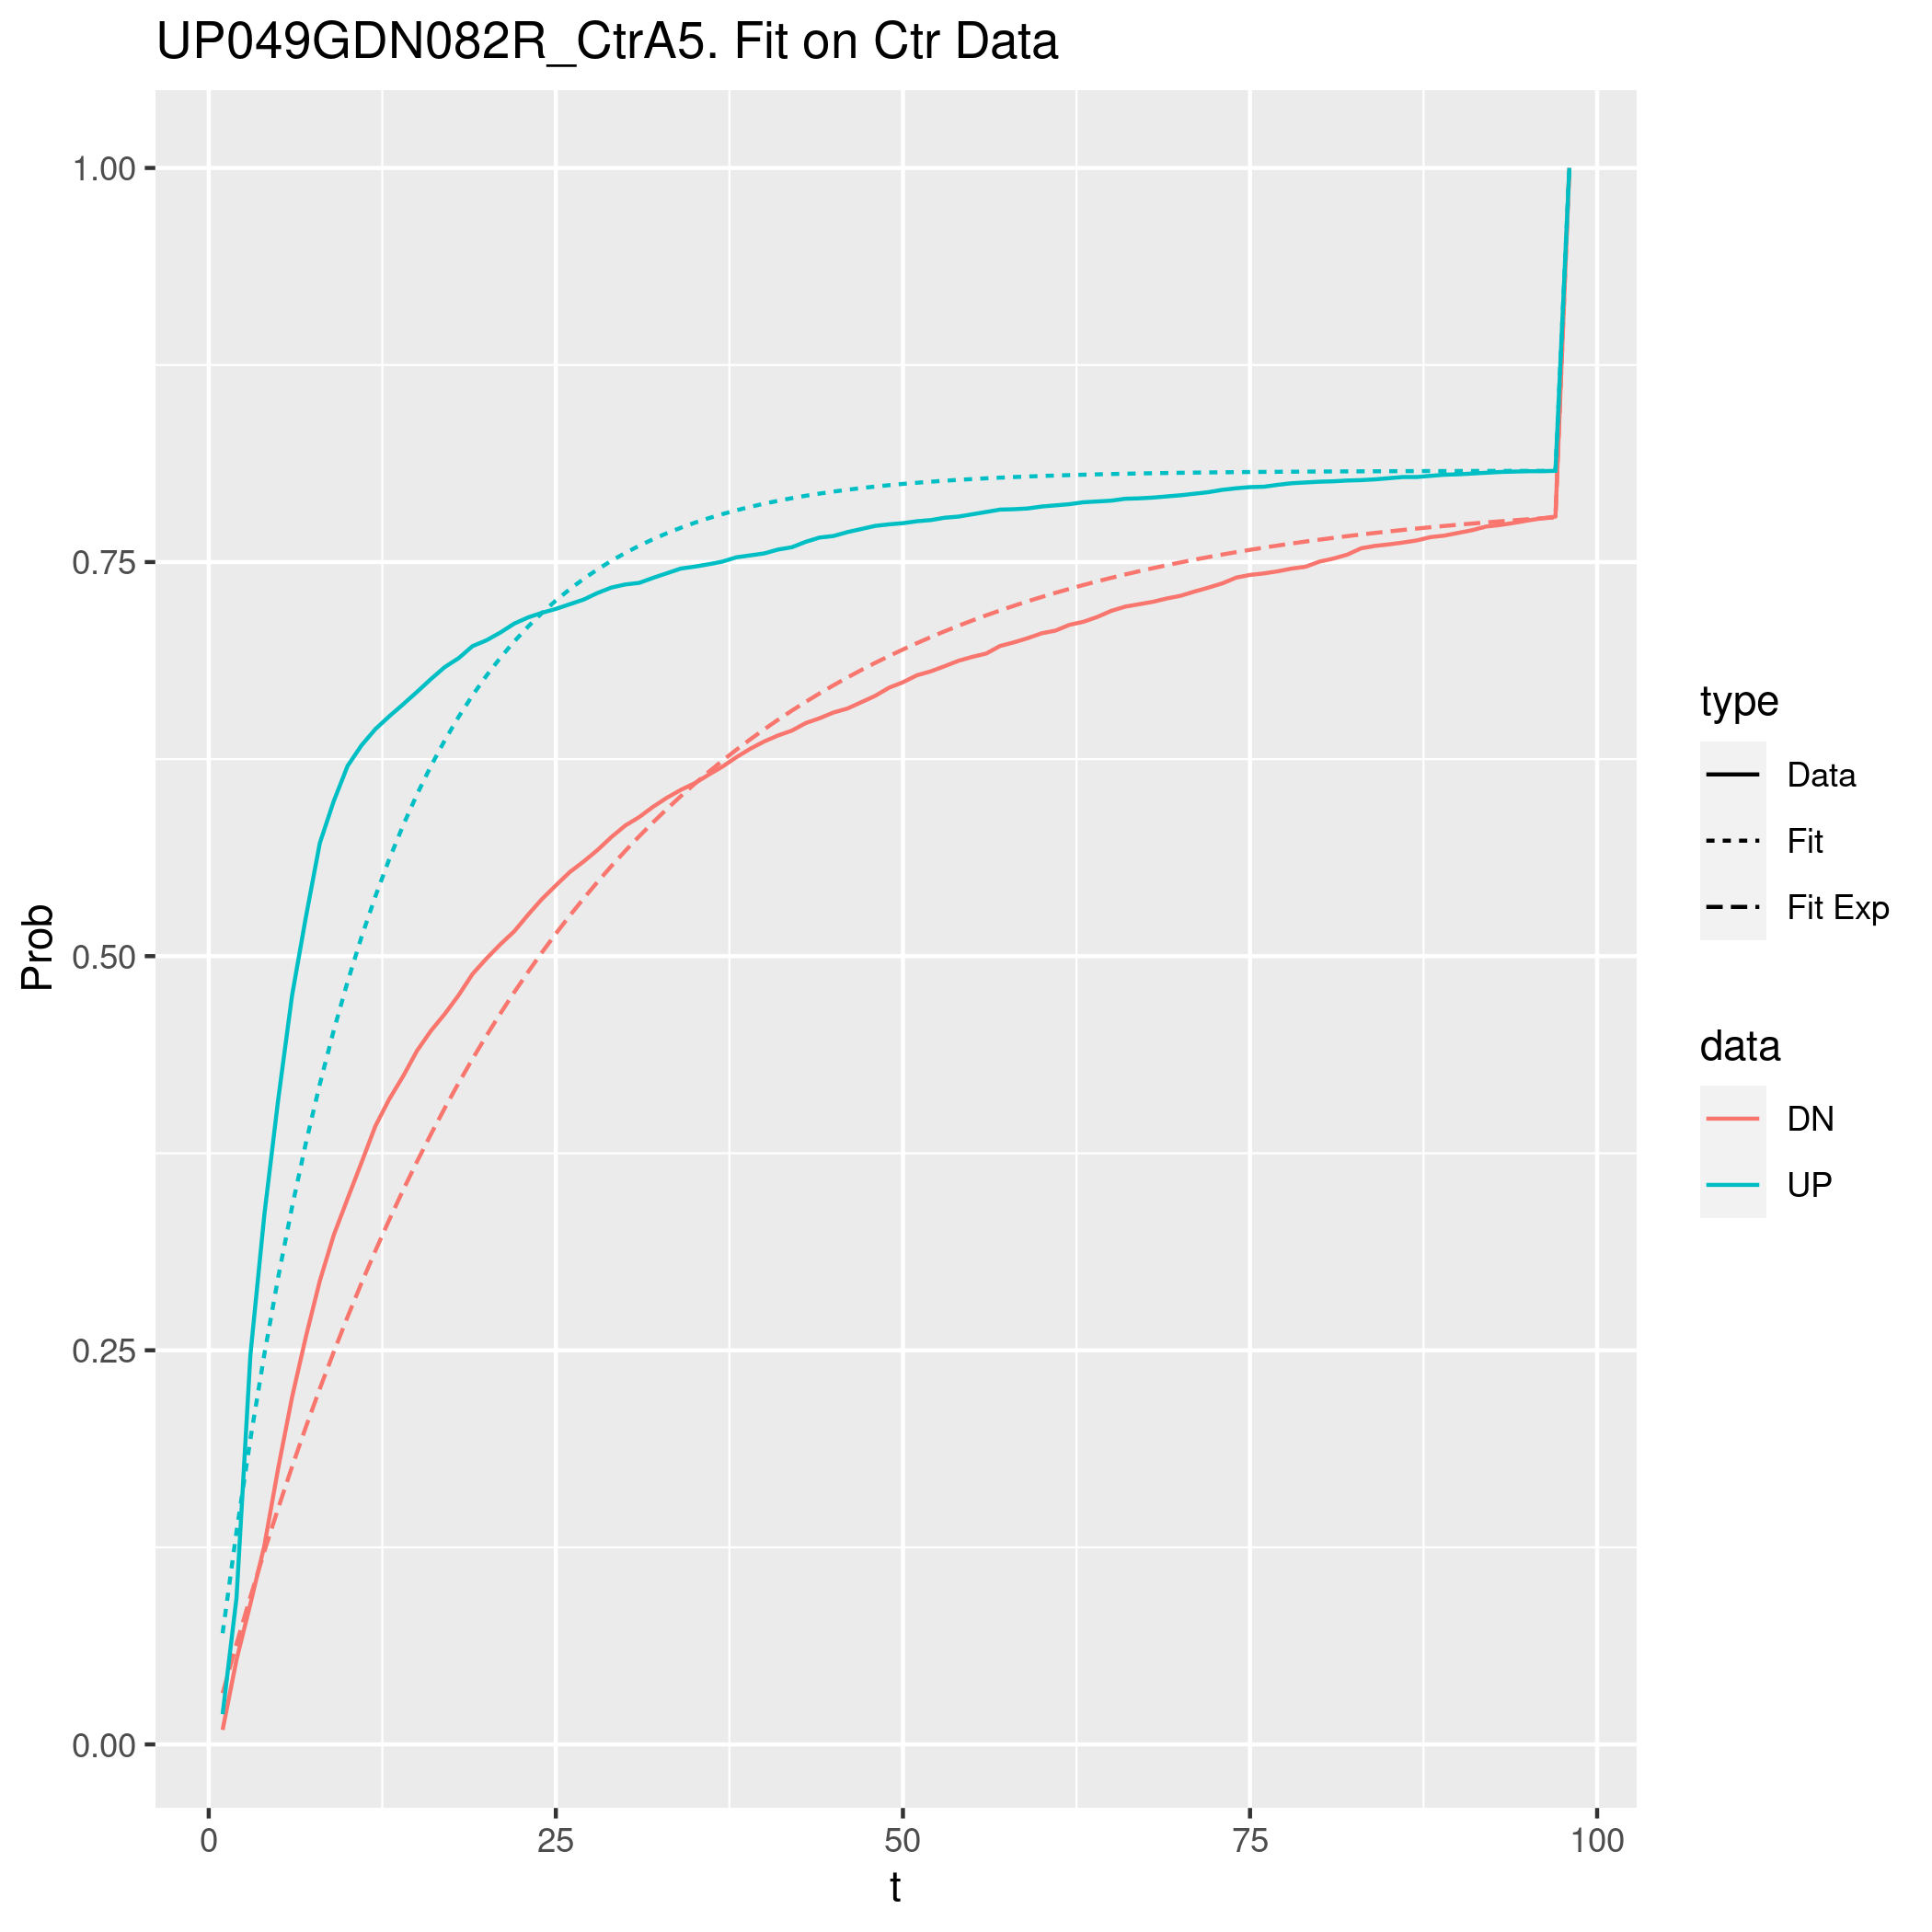 UP049GDN082R_CtrA5. Fit on Ctr Data
1.00
0.75
0.50
0.25
0.00
Prob
0
25
50
75
100
t
type
Data
Fit
Fit Exp
data
DN
UP